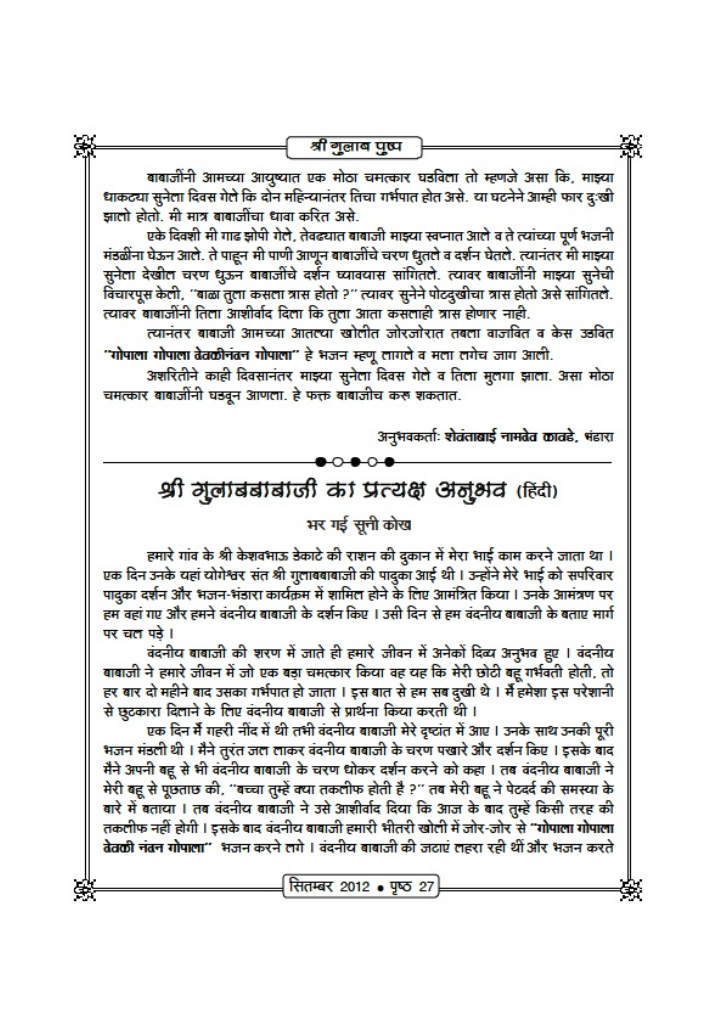 श्री गुलाब पुष्प
बाबाजींनी आमच्या आयुष्यात एक मोठा चमत्कार घडविला तो म्हणजे असा कि, माझ्या
धाकट्या सुनेला दिवस गेले कि दोन महिन्यानंतर तिचा गर्भपात होत असे. या घटनेने आम्ही फार दुःखी
झालो होतो. मी मात्र बाबाजींचा धावा करित असे.
एके दिवशी मी गाढ झोपी गेले, तेवढ्यात बाबाजी माझ्या स्वप्नात आले व ते त्यांच्या पूर्ण भजनी
मंडळींना घेऊन आले. ते पाहून मी पाणी आणून बाबाजींचे चरण धुतले व दर्शन घेतले. त्यानंतर मी माझ्या
सुनेला देखील चरण धुऊन बाबाजींचे दर्शन घ्यावयास सांगितले. त्यावर बाबाजींनी माझ्या सुनेची
विचारपूस केली, ''बाळा तुला कसला त्रास होतो ?'' त्यावर सुनेने पोटदुखीचा त्रास होतो असे सांगितले.
त्यावर बाबाजींनी तिला आशीर्वाद दिला कि तुला आता कसलाही त्रास होणार नाही.
त्यानंतर बाबाजी आमच्या आतल्या खोलीत जोरजोरात तबला वाजवित व केस उडवित
''गोपाला गोपाला देवकीनंदन गोपाला'' हे भजन म्हणू लागले व मला लगेच जाग आली.
अशरितीने काही दिवसानंतर माझ्या सुनेला दिवस गेले व तिला मुलगा झाला. असा मोठा
चमत्कार बाबाजींनी घडवून आणला. हे फक्त बाबाजीच करू शकतात.
अनुभवकर्ताः शेवंताबाई नामदेव कावडे, भंडारा
श्री गुलाबबाबाजी का प्रत्यक्ष अनुभव (हिंदी)
भर गई सूनी कोख
हमारे गांव के श्री केशवभाऊ डेकाटे की राशन की दुकान में मेरा भाई काम करने जाता था ।
एक दिन उनके यहां योगेश्वर संत श्री गुलाबबाबाजी की पादुका आई थी । उन्होंने मेरे भाई को सपरिवार
पादुका दर्शन और भजन-भंडारा कार्यक्रम में शामिल होने के लिए आमंत्रित किया । उनके आमंत्रण पर
हम वहां गए और हमने वंदनीय बाबाजी के दर्शन किए । उसी दिन से हम वंदनीय बाबाजी के बताए मार्ग
पर चल पड़े ।
वंदनीय बाबाजी की शरण में जाते ही हमारे जीवन में अनेकों दिव्य अनुभव हुए । वंदनीय
बाबाजी ने हमारे जीवन में जो एक बड़ा चमत्कार किया वह यह कि मेरी छोटी बहू गर्भवती होती, तो
हर बार दो महीने बाद उसका गर्भपात हो जाता । इस बात से हम सब दुखी थे । मैं हमेशा इस परेशानी
से छुटकारा दिलाने के लिए वंदनीय बाबाजी से प्रार्थना किया करती थी ।
एक दिन मैं गहरी नींद में थी तभी वंदनीय बाबाजी मेरे दृष्टांत में आए । उनके साथ उनकी पूरी
भजन मंडली थी । मैने तुरंत जल लाकर वंदनीय बाबाजी के चरण पखारे और दर्शन किए । इसके बाद
मैने अपनी बहू से भी वंदनीय बाबाजी के चरण धोकर दर्शन करने को कहा । तब वंदनीय बाबाजी ने
मेरी बहू से पूछताछ की, ''बच्चा तुम्हें क्या तकलीफ होती है ?'' तब मेरी बहू ने पेटदर्द की समस्या के
बारे में बताया । तब वंदनीय बाबाजी ने उसे आशीर्वाद दिया कि आज के बाद तुम्हें किसी तरह की
तकलीफ नहीं होगी । इसके बाद वंदनीय बाबाजी हमारी भीतरी खोली में जोर-जोर से ''गोपाला गोपाला
देवकी नंदन गोपाला'' भजन करने लगे । वंदनीय बाबाजी की जटाएं लहरा रही थीं और भजन करते
सितम्बर 2012 ● पृष्ठ 27